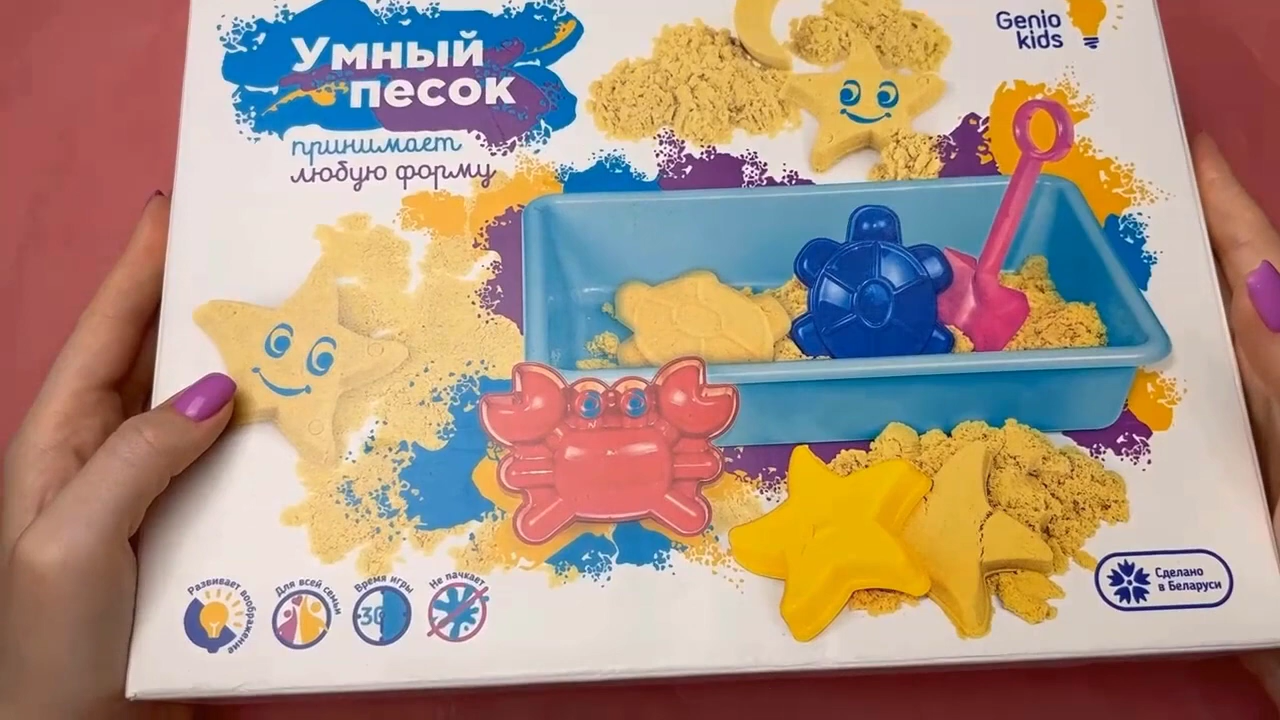 Умный
песок
принимает
любую форму
Genio
kids
Развивает воображение
Для всей семьи
Время игры
30
Не пачкает
Сделано
в Беларуси